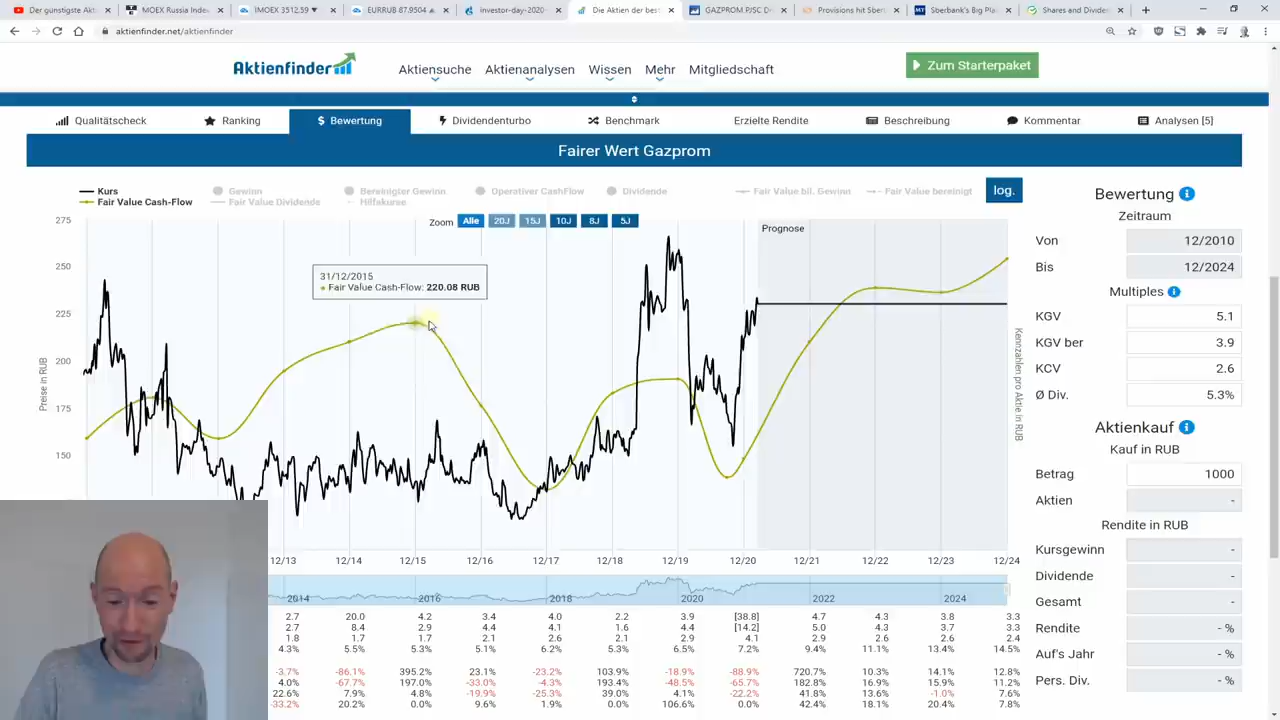 Der gunstigste Aktie
MOEX Russia Index
IMOEX 3512.59 ▼
EURRUB 87.9504 ▲
investor-day-2020-
Die Aktien der best
GAZPROM.PJSC D
Provisions hit Sberb
Sberbank's Big Pla
Shares and Dividen
aktienfinder.net/aktienfinder
Aktienfinder
Aktiensuche
Aktienanalysen
Wissen
Mehr
Mitgliedschaft
Zum Starterpaket
Qualitätscheck
Ranking
$ Bewertung
Dividendenturbo
Benchmark
Erzielte Rendite
Beschreibung
Kommentar
Analysen [5]
Fairer Wert Gazprom
Kurs
Gewinn
Bereinigter Gewinn
Operativer CashFlow
Dividende
Fair Value bil. Gewinn
Fair Value bereinigt
Fair Value Cash-Flow
Fair Value Dividende
Hilfskurse
log.
Zoom Alle 20J 15J 10J 8J 5J
Prognose
275
250
225
200
175
150
Preise in RUB
Kennzahlen pro Aktie in RUB
31/12/2015
Fair Value Cash-Flow: 220.08 RUB
12/13 12/14 12/15 12/16 12/17 12/18 12/19 12/20 12/21 12/22 12/23 12/24
2014 2016 2018 2020 2022 2024
2.7 20.0 4.2 3.4 4.0 2.2 3.9 [38.8] 4.7 4.3 3.8 3.3
2.7 8.4 2.9 4.4 4.1 1.6 4.4 [14.2] 5.0 4.3 3.7 3.3
1.8 1.7 1.7 2.1 2.6 2.1 2.9 4.1 2.9 2.6 2.6 2.4
4.3% 5.5% 5.3% 5.1% 6.2% 5.3% 6.5% 7.2% 9.4% 11.1% 13.4% 14.5%
-3.7% -86.1% 395.2% 23.1% -23.2% 103.9% -18.9% -88.9% 720.7% 10.3% 14.1% 12.8%
4.0% -67.7% 197.0% -33.0% -4.3% 193.4% -48.5% -65.7% 182.8% 16.9% 15.9% 11.2%
22.6% 7.9% 4.8% -19.9% -25.3% 39.0% 4.1% -22.2% 41.8% 13.6% -1.0% 7.6%
-33.2% 20.2% 0.0% 9.6% 1.9% 0.0% 106.6% 0.0% 42.4% 18.1% 20.4% 7.8%
Bewertung
Zeitraum
Von 12/2010
Bis 12/2024
Multiples
KGV 5.1
KGV ber 3.9
KCV 2.6
Ø Div. 5.3%
Aktienkauf
Kauf in RUB
Betrag 1000
Aktien -
Rendite in RUB
Kursgewinn -
Dividende -
Gesamt -
Rendite - %
Auf's Jahr - %
Pers. Div. - %